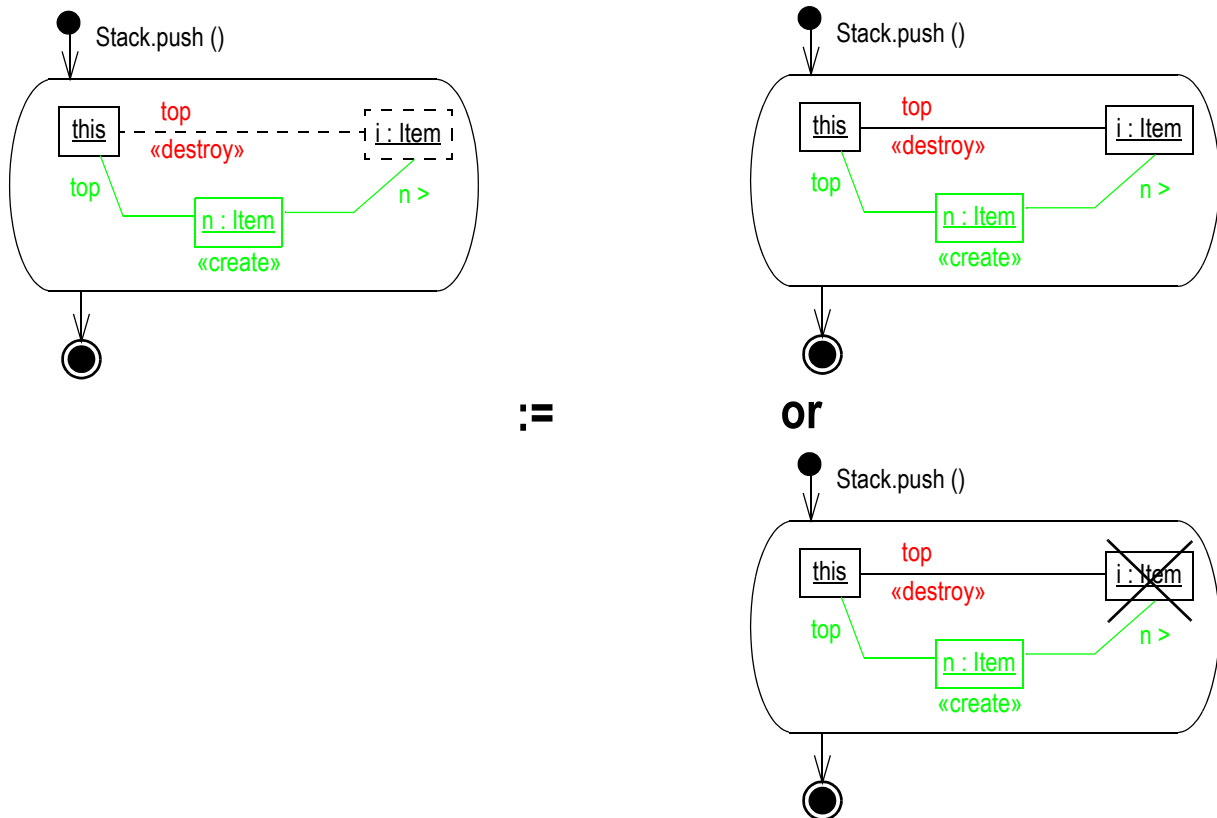 Stack.push ()
this
top
«destroy»
i : Item
top
n : Item
n >
«create»
:=
Stack.push ()
this
top
«destroy»
i : Item
top
n : Item
n >
«create»
or
Stack.push ()
this
top
«destroy»
i : Item
top
n : Item
n >
«create»